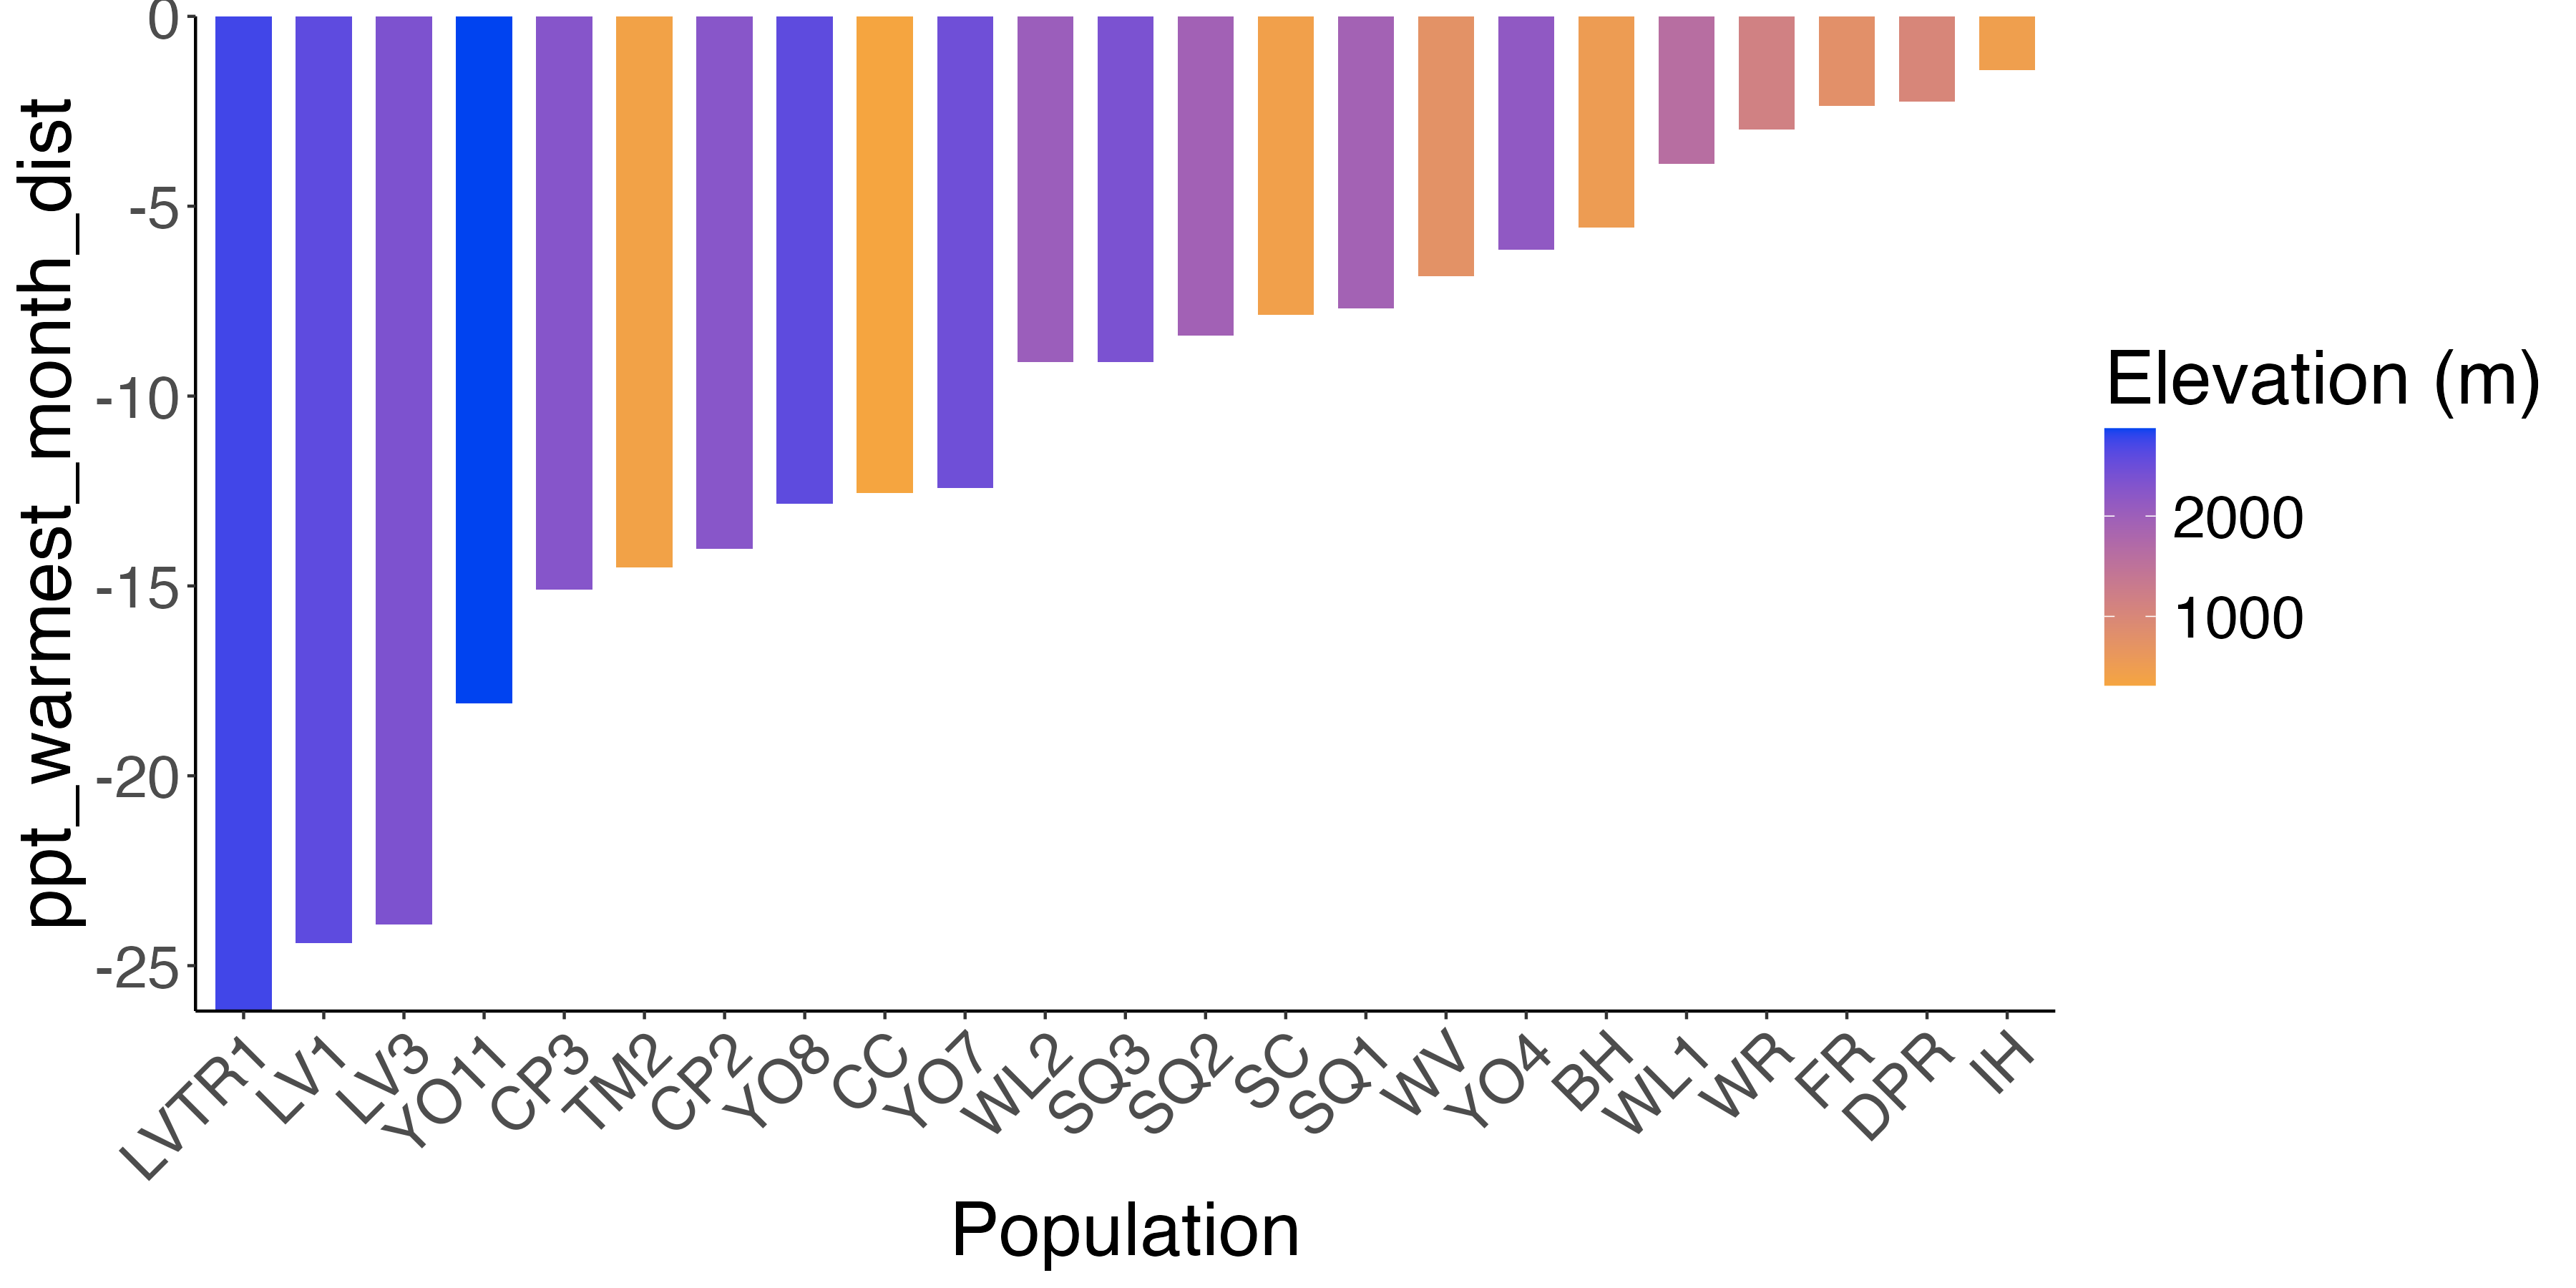 ppt_warmest_month_dist
0
-5
-10
-15
-20
-25
LVTR1 LV1 LV3 YO11 CP3 TM2 CP2 YO8 CC YO7 WL2 SQ3 SQ2 SC SQ1 WV YO4 BH WL1 WR FR DPR IH
Population
Elevation (m)
2000
1000